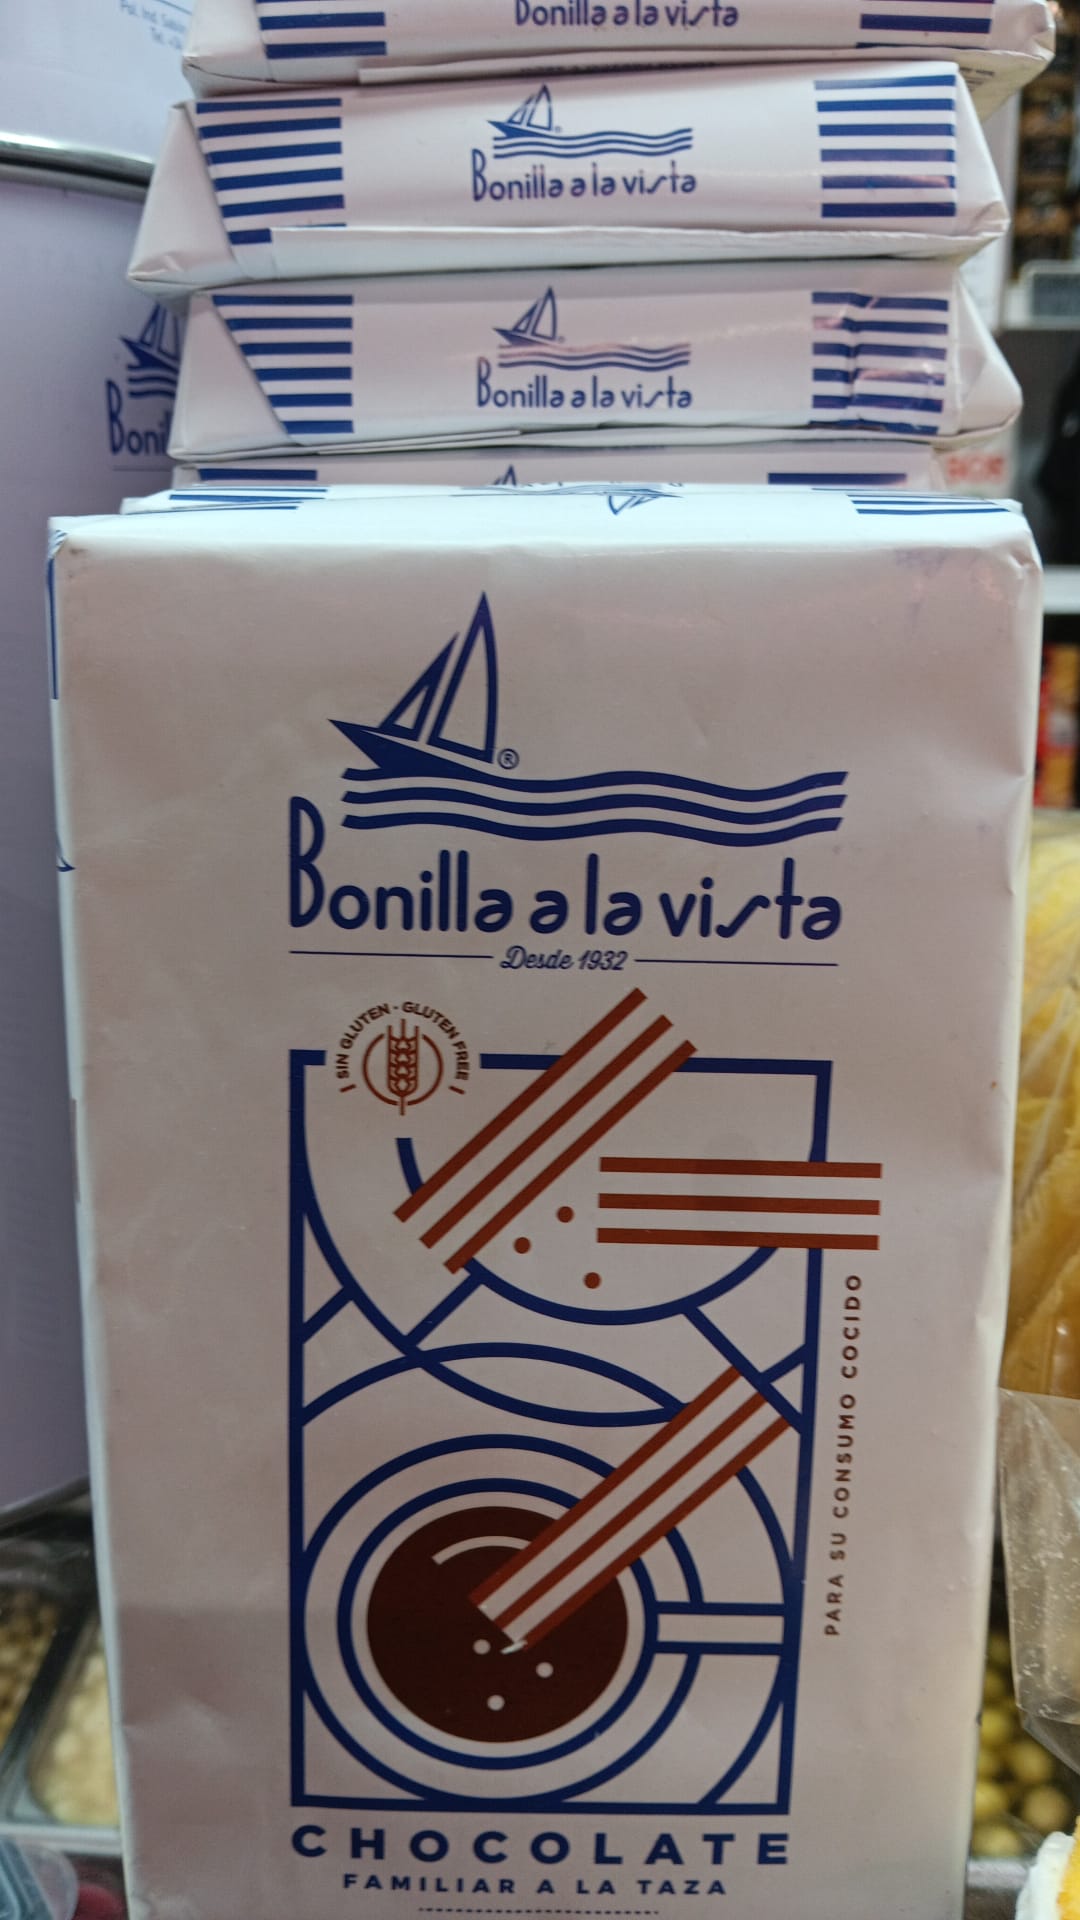 Bonilla a la vista
Bonilla a la vista
Bonilla a la vista
Boni
Bonilla a la vista
Desde 1932
SIN GLUTEN · GLUTEN FREE
PARA SU CONSUMO COCIDO
CHOCOLATE
FAMILIAR A LA TAZA